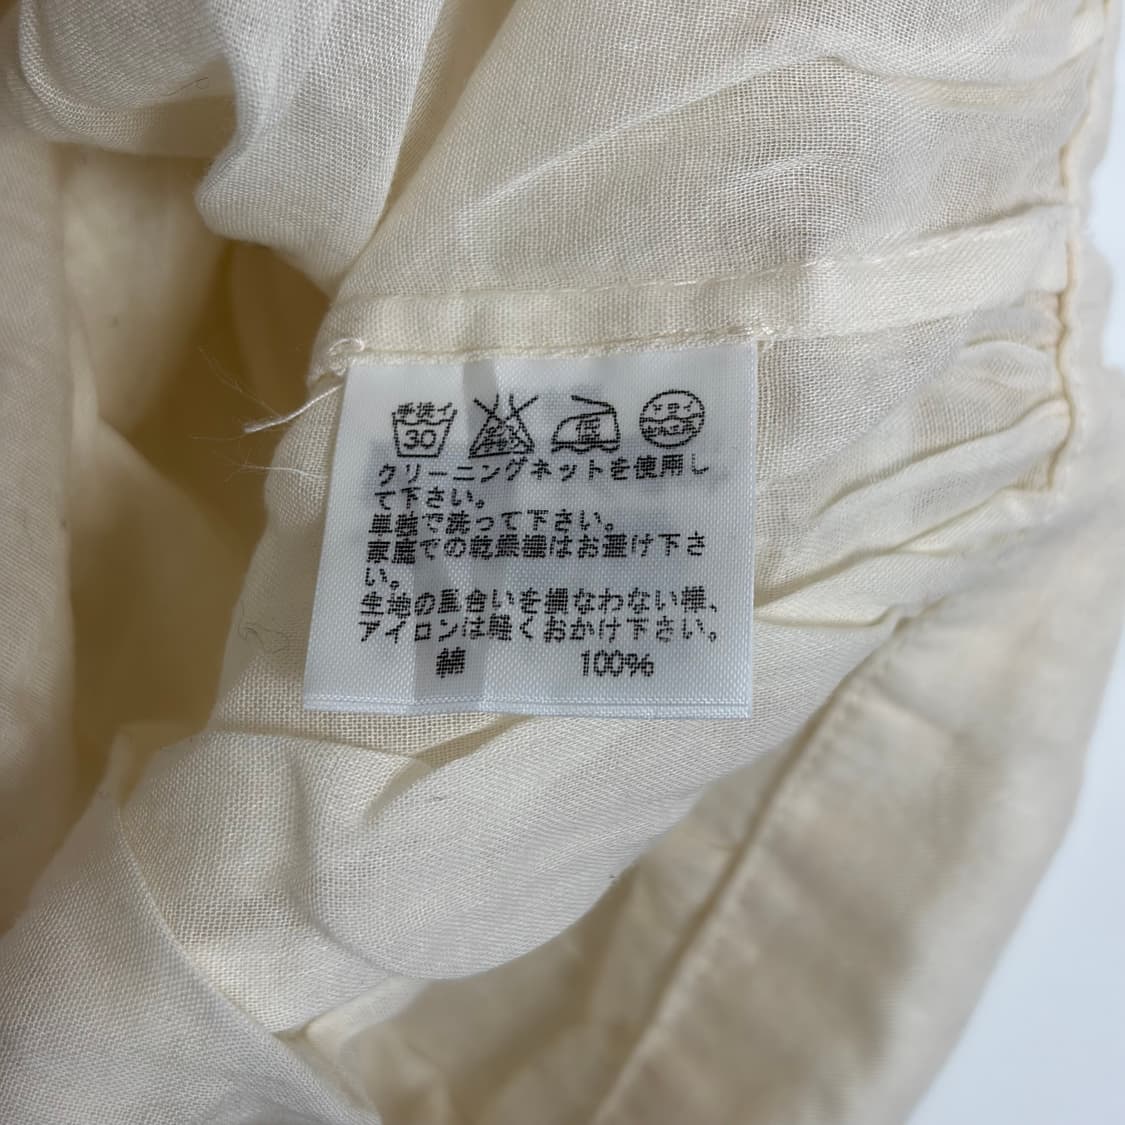 手洗イ
30
ドライ
クリーニングネットを使用し
て下さい。
単独で洗って下さい。
家庭での乾燥機はお避け下さ
い。
生地の風合いを損なわない様、
アイロンは軽くおかけ下さい。
綿 100%